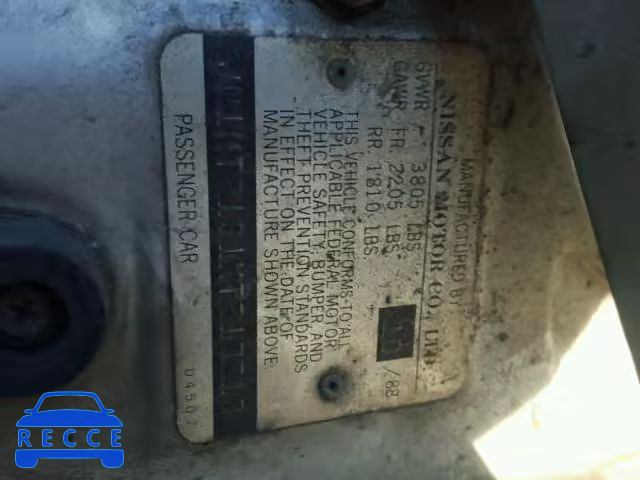 MANUFACTURED BY
NISSAN MOTOR CO., LTD.
GVWR 3805 LBS
GAWR FR 2205 LBS
RR 1810 LBS
/88
THIS VEHICLE CONFORMS TO ALL
APPLICABLE FEDERAL MOTOR
VEHICLE SAFETY, BUMPER AND
THEFT PREVENTION STANDARDS
IN EFFECT ON THE DATE OF
MANUFACTURE SHOWN ABOVE.
PASSENGER CAR
RECCE